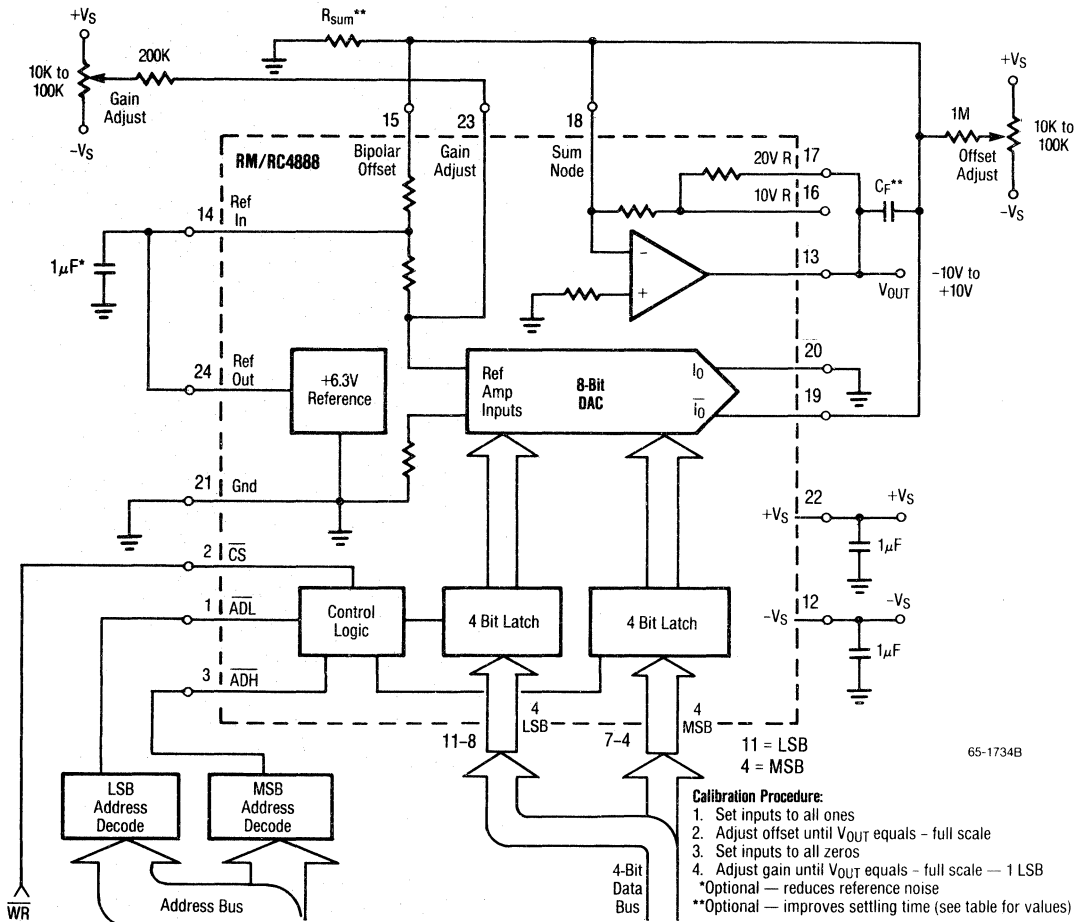 +VS
Rsum**
200K
10K to
100K
Gain
Adjust
-VS
+VS
1M
10K to
100K
Offset
Adjust
-VS
15
23
18
RM/RC4888
Bipolar
Offset
Gain
Adjust
Sum
Node
20V R
17
10V R
16
CF**
14
Ref
In
1µF*
-
+
13
VOUT
-10V to
+10V
24
Ref
Out
+6.3V
Reference
Ref
Amp
Inputs
8-Bit
DAC
IO
IO
20
19
21
Gnd
+VS
22
+VS
1µF
2
CS
1
ADL
Control
Logic
4 Bit Latch
4 Bit Latch
-VS
12
-VS
1µF
3
ADH
4
LSB
4
MSB
11-8
7-4
11 = LSB
4 = MSB
65-1734B
LSB
Address
Decode
MSB
Address
Decode
Address Bus
WR
4-Bit
Data
Bus
Calibration Procedure:
1. Set inputs to all ones
2. Adjust offset until VOUT equals - full scale
3. Set inputs to all zeros
4. Adjust gain until VOUT equals - full scale — 1 LSB
*Optional — reduces reference noise
**Optional — improves settling time (see table for values)